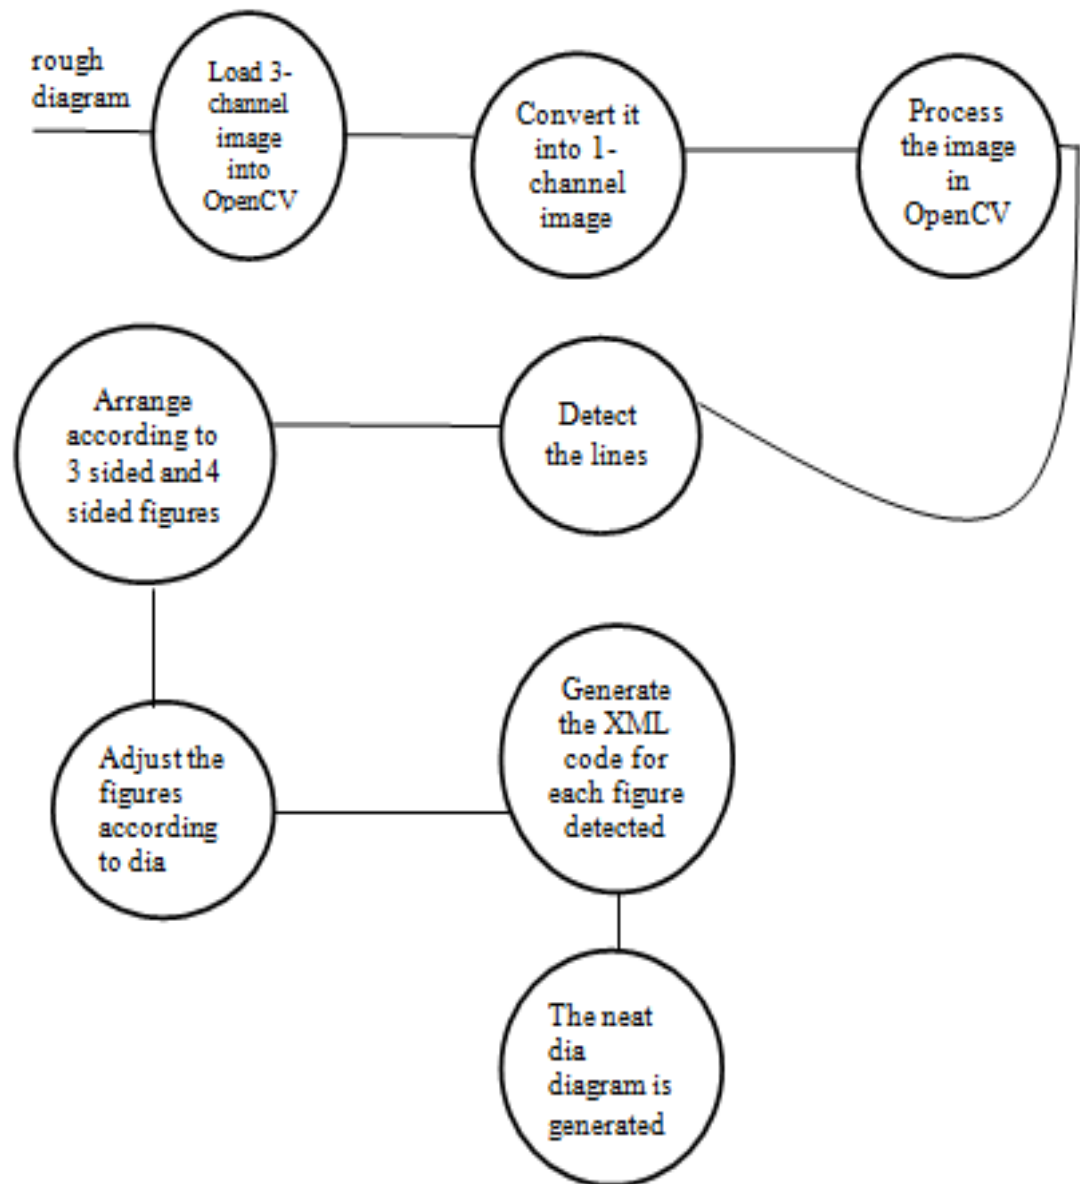 rough
diagram
Load 3-
channel
image
into
OpenCV
Convert it
into 1-
channel
image
Process
the image
in
OpenCV
Detect
the lines
Arrange
according to
3 sided and 4
sided figures
Adjust the
figures
according
to dia
Generate
the XML
code for
each figure
detected
The neat
dia
diagram is
generated